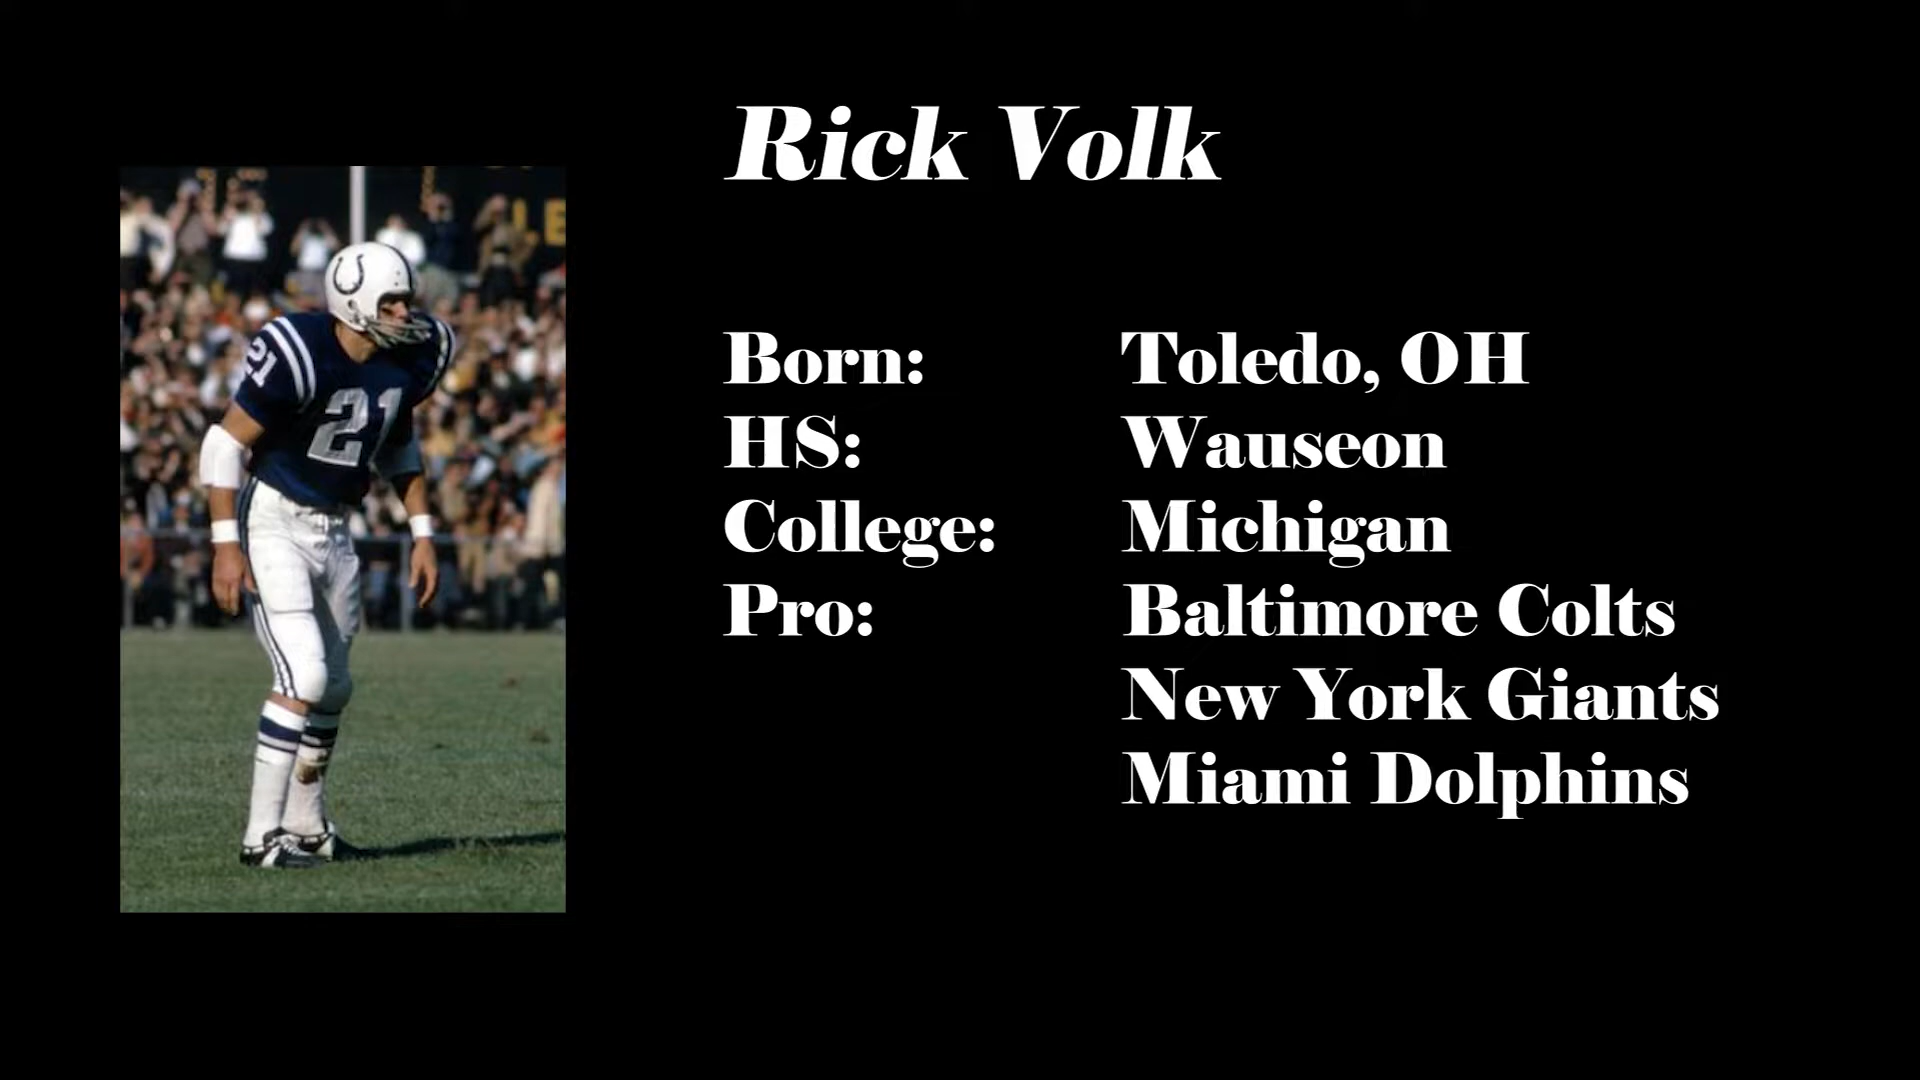 Rick Volk
Born: Toledo, OH
HS: Wauseon
College: Michigan
Pro: Baltimore Colts
New York Giants
Miami Dolphins
21
21